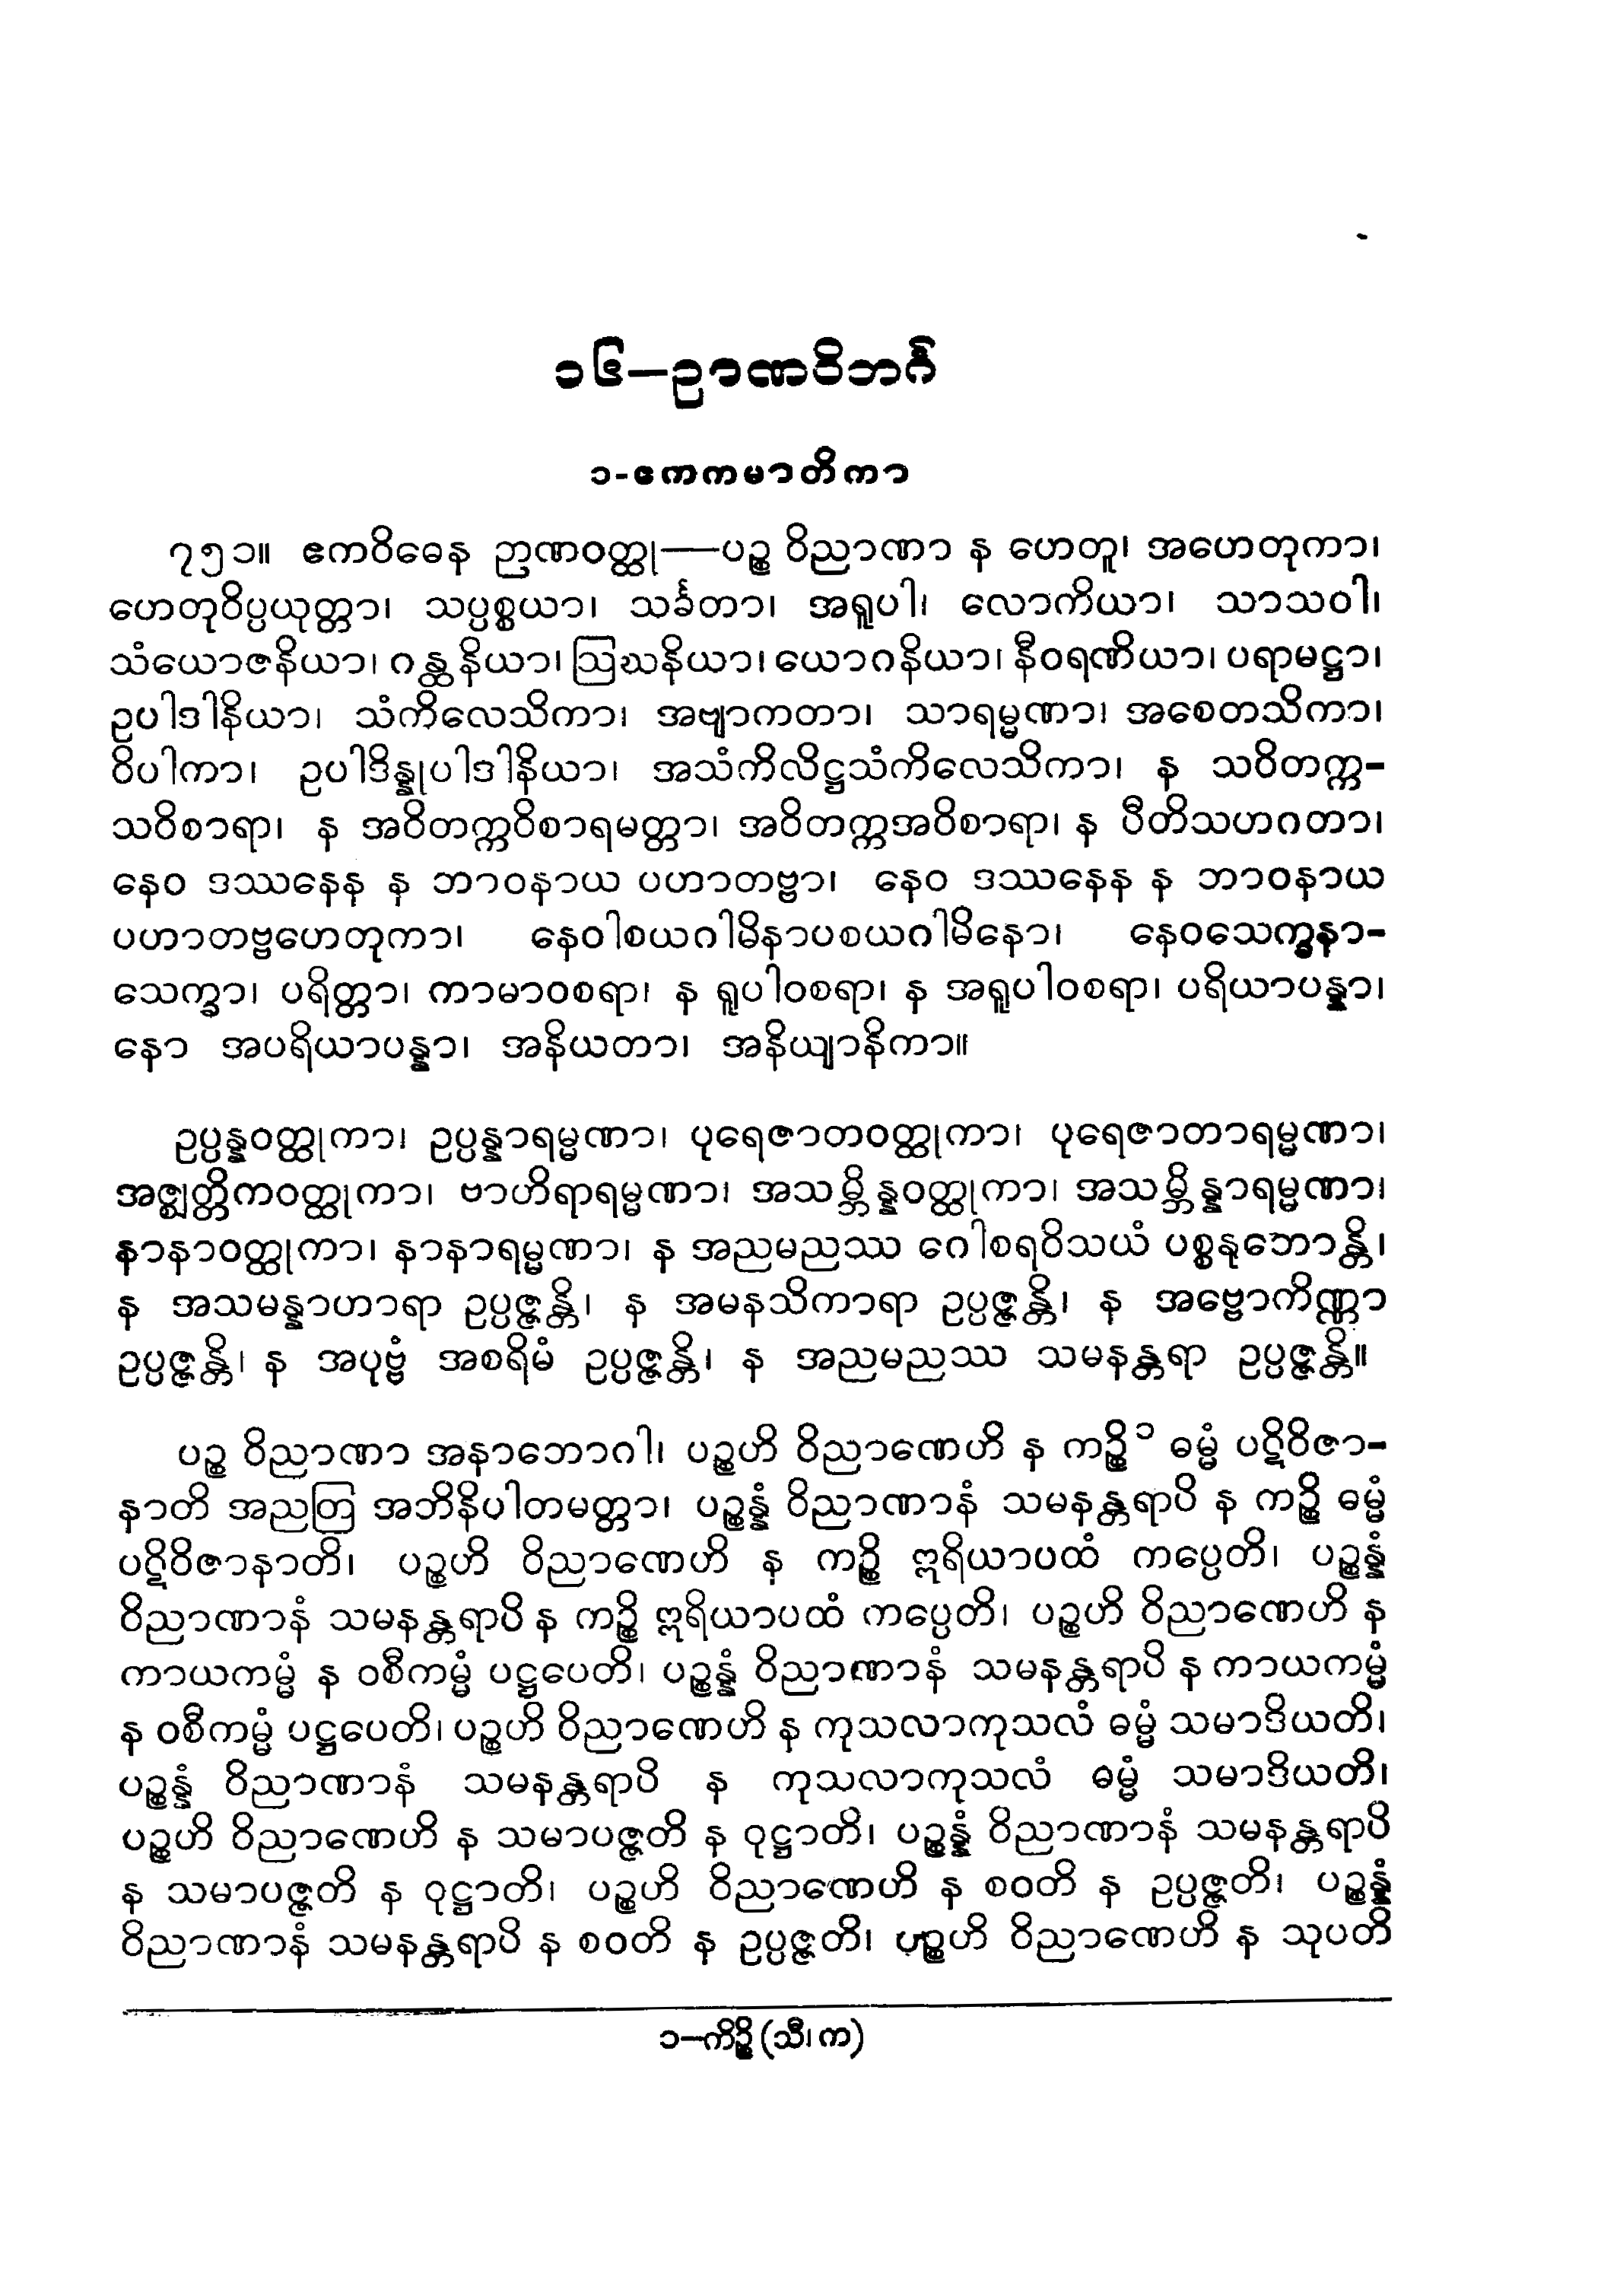 ၁၆—ဉာဏဝိဘင်္ဂ
၁-ဧကကမာတိကာ
၇၅၁။ ဧကဝိဓေန ဉာဏဝတ္ထု—ပဉ္စ ဝိညာဏာ န ဟေတူ၊ အဟေတုကာ၊
ဟေတုဝိပ္ပယုတ္တာ၊ သပ္ပစ္စယာ၊ သင်္ခတာ၊ အရူပါ၊ လောကိယာ၊ သာသဝါ၊
သံယောဇနိယာ၊ ဂန္ထနိယာ၊ ဩဃနိယာ၊ ယောဂနိယာ၊ နီဝရဏိယာ၊ ပရာမဋ္ဌာ၊
ဥပါဒါနိယာ၊ သံကိလေသိကာ၊ အဗျာကတာ၊ သာရမ္မဏာ၊ အစေတသိကာ၊
ဝိပါကာ၊ ဥပါဒိန္နုပါဒါနိယာ၊ အသံကိလိဋ္ဌသံကိလေသိကာ၊ န သဝိတက္က-
သဝိစာရာ၊ န အဝိတက္ကဝိစာရမတ္တာ၊ အဝိတက္ကအဝိစာရာ၊ န ပီတိသဟဂတာ၊
နေဝ ဒဿနေန န ဘာဝနာယ ပဟာတဗ္ဗာ၊ နေဝ ဒဿနေန န ဘာဝနာယ
ပဟာတဗ္ဗဟေတုကာ၊ နေဝါစယဂါမိနာပစယဂါမိနော၊ နေဝသေက္ခနာ-
သေက္ခာ၊ ပရိတ္တာ၊ ကာမာဝစရာ၊ န ရူပါဝစရာ၊ န အရူပါဝစရာ၊ ပရိယာပန္နာ၊
နော အပရိယာပန္နာ၊ အနိယတာ၊ အနိယျာနိကာ။
ဥပ္ပန္နဝတ္ထုကာ၊ ဥပ္ပန္နာရမ္မဏာ၊ ပုရေဇာတဝတ္ထုကာ၊ ပုရေဇာတာရမ္မဏာ၊
အဇ္ဈတ္တိကဝတ္ထုကာ၊ ဗာဟိရာရမ္မဏာ၊ အသမ္ဘိန္နဝတ္ထုကာ၊ အသမ္ဘိန္နာရမ္မဏာ၊
နာနာဝတ္ထုကာ၊ နာနာရမ္မဏာ၊ န အညမညဿ ဂေါစရဝိသယံ ပစ္စနုဘောန္တိ၊
န အသမန္နာဟာရာ ဥပ္ပဇ္ဇန္တိ၊ န အမနသိကာရာ ဥပ္ပဇ္ဇန္တိ၊ န အဗ္ဗောကိဏ္ဏာ
ဥပ္ပဇ္ဇန္တိ၊ န အပုဗ္ဗံ အစရိမံ ဥပ္ပဇ္ဇန္တိ၊ န အညမညဿ သမနန္တရာ ဥပ္ပဇ္ဇန္တိ။
ပဉ္စ ဝိညာဏာ အနာဘောဂါ၊ ပဉ္စဟိ ဝိညာဏေဟိ န ကဉ္စိ ၁ ဓမ္မံ ပဋိဝိဇာ-
နာတိ အညတြ အဘိနိပါတမတ္တာ၊ ပဉ္စန္နံ ဝိညာဏာနံ သမနန္တရာပိ န ကဉ္စိ ဓမ္မံ
ပဋိဝိဇာနာတိ၊ ပဉ္စဟိ ဝိညာဏေဟိ န ကဉ္စိ ဣရိယာပထံ ကပ္ပေတိ၊ ပဉ္စန္နံ
ဝိညာဏာနံ သမနန္တရာပိ န ကဉ္စိ ဣရိယာပထံ ကပ္ပေတိ၊ ပဉ္စဟိ ဝိညာဏေဟိ န
ကာယကမ္မံ န ဝစီကမ္မံ ပဋ္ဌပေတိ၊ ပဉ္စန္နံ ဝိညာဏာနံ သမနန္တရာပိ န ကာယကမ္မံ
န ဝစီကမ္မံ ပဋ္ဌပေတိ၊ ပဉ္စဟိ ဝိညာဏေဟိ န ကုသလာကုသလံ ဓမ္မံ သမာဒိယတိ၊
ပဉ္စန္နံ ဝိညာဏာနံ သမနန္တရာပိ န ကုသလာကုသလံ ဓမ္မံ သမာဒိယတိ၊
ပဉ္စဟိ ဝိညာဏေဟိ န သမာပဇ္ဇတိ န ဝုဋ္ဌာတိ၊ ပဉ္စန္နံ ဝိညာဏာနံ သမနန္တရာပိ
န သမာပဇ္ဇတိ န ဝုဋ္ဌာတိ၊ ပဉ္စဟိ ဝိညာဏေဟိ န စဝတိ န ဥပ္ပဇ္ဇတိ၊ ပဉ္စန္နံ
ဝိညာဏာနံ သမနန္တရာပိ န စဝတိ န ဥပ္ပဇ္ဇတိ၊ ပဉ္စဟိ ဝိညာဏေဟိ န သုပတိ
၁—ကိဉ္စိ (သီ၊ က)